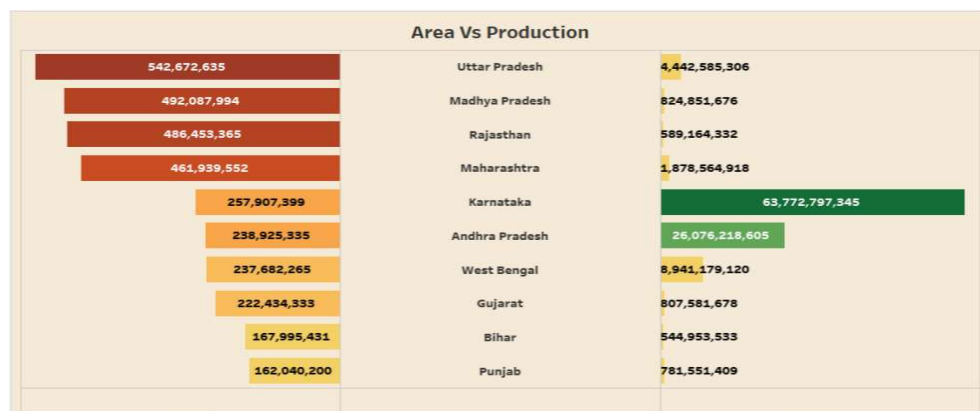 Area Vs Production
542,672,635 Uttar Pradesh 4,442,585,306
492,087,994 Madhya Pradesh 824,851,676
486,453,365 Rajasthan 589,164,332
461,939,552 Maharashtra 1,878,564,918
257,907,399 Karnataka 63,772,797,345
238,925,335 Andhra Pradesh 26,076,218,605
237,682,265 West Bengal 8,941,179,120
222,434,333 Gujarat 807,581,678
167,995,431 Bihar 544,953,533
162,040,200 Punjab 781,551,409